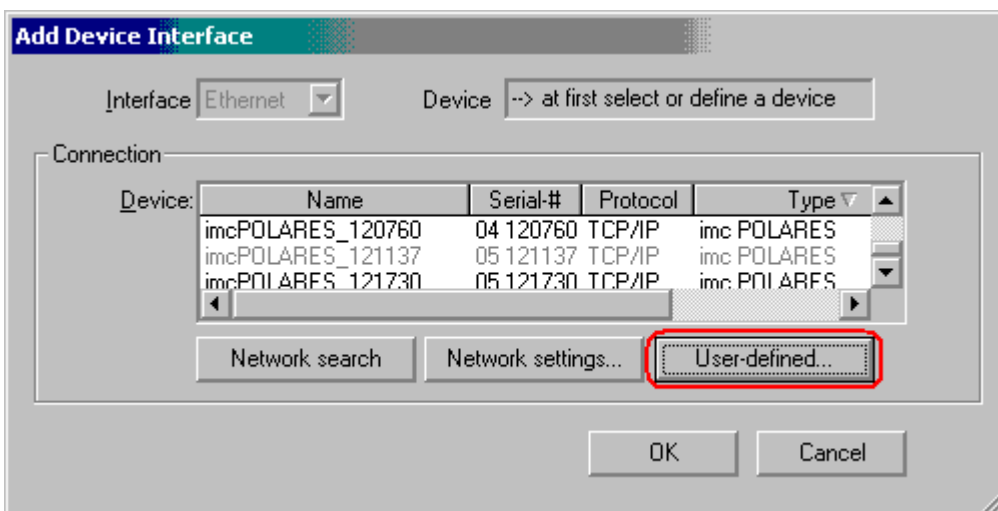 Add Device Interface
Interface Ethernet Device --> at first select or define a device
Connection
Device: Name Serial-# Protocol Type
imcPOLARES_120760 04 120760 TCP/IP imc POLARES
imcPOLARES_121137 05 121137 TCP/IP imc POLARES
imcPOLARES_121730 05 121730 TCP/IP imc POLARES
Network search Network settings... User-defined...
OK Cancel